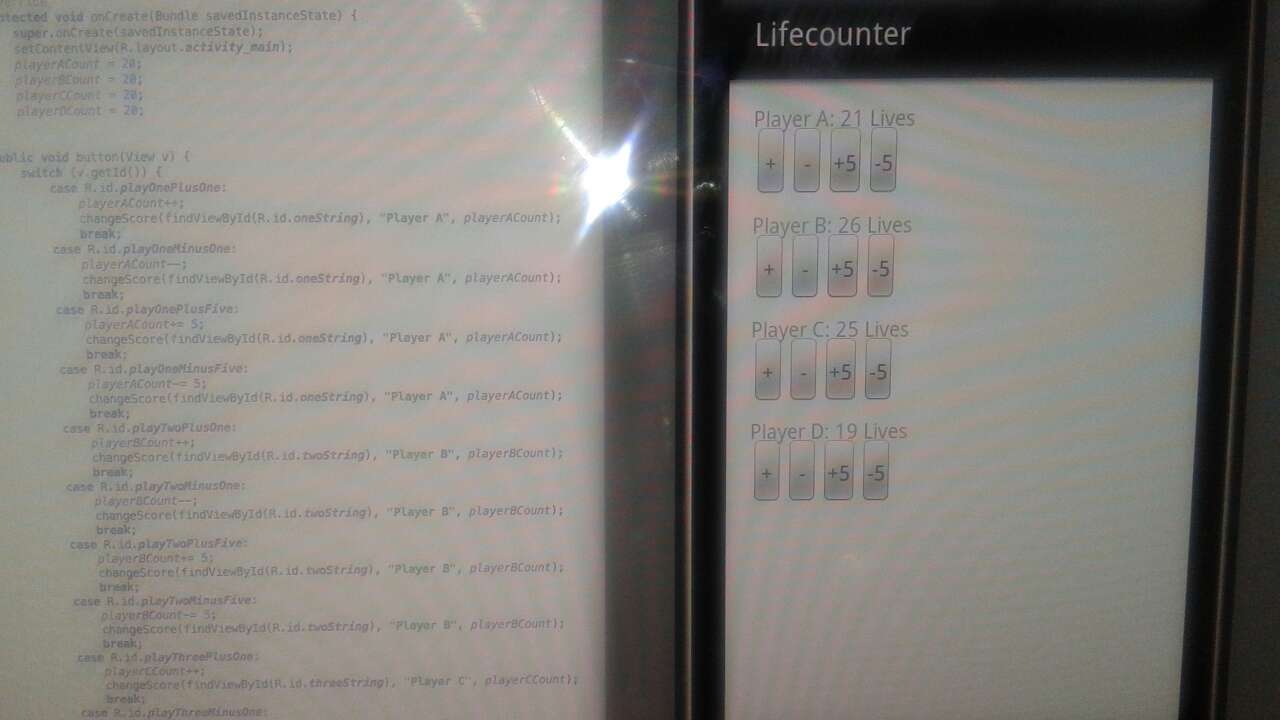 otected void onCreate(Bundle savedInstanceState) {
super.onCreate(savedInstanceState);
setContentView(R.layout.activity_main);
playerACount = 20;
playerBCount = 20;
playerCCount = 20;
playerDCount = 20;
ublic void button(View v) {
switch (v.getId()) {
case R.id.playOnePlusOne:
playerACount++;
changeScore(findViewById(R.id.oneString), "Player A", playerACount);
break;
case R.id.playOneMinusOne:
playerACount--;
changeScore(findViewById(R.id.oneString), "Player A", playerACount);
break;
case R.id.playOnePlusFive:
playerACount+= 5;
changeScore(findViewById(R.id.oneString), "Player A", playerACount);
break;
case R.id.playOneMinusFive:
playerACount-= 5;
changeScore(findViewById(R.id.oneString), "Player A", playerACount);
break;
case R.id.playTwoPlusOne:
playerBCount++;
changeScore(findViewById(R.id.twoString), "Player B", playerBCount);
break;
case R.id.playTwoMinusOne:
playerBCount--;
changeScore(findViewById(R.id.twoString), "Player B", playerBCount);
break;
case R.id.playTwoPlusFive:
playerBCount+= 5;
changeScore(findViewById(R.id.twoString), "Player B", playerBCount);
break;
case R.id.playTwoMinusFive:
playerBCount-= 5;
changeScore(findViewById(R.id.twoString), "Player B", playerBCount);
break;
case R.id.playThreePlusOne:
playerCCount++;
changeScore(findViewById(R.id.threeString), "Player C", playerCCount);
break;
case R.id.playThreeMinusOne:
Lifecounter
Player A: 21 Lives
+ - +5 -5
Player B: 26 Lives
+ - +5 -5
Player C: 25 Lives
+ - +5 -5
Player D: 19 Lives
+ - +5 -5